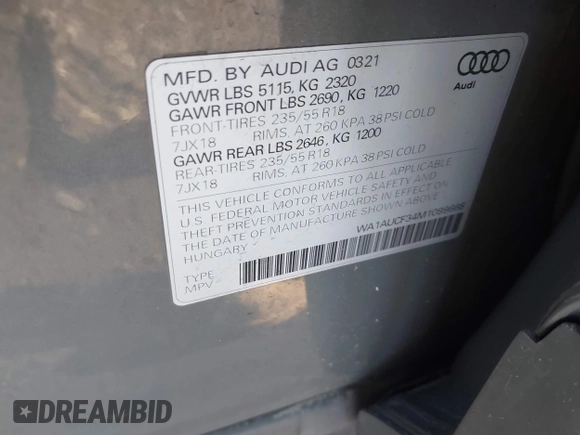 MFD. BY AUDI AG 0321
GVWR LBS 5115, KG 2320
GAWR FRONT LBS 2690, KG 1220
FRONT-TIRES 235/55 R18
7JX18 RIMS. AT 260 KPA 38 PSI COLD
GAWR REAR LBS 2646, KG 1200
REAR-TIRES 235/55 R18
7JX18 RIMS. AT 260 KPA 38 PSI COLD
THIS VEHICLE CONFORMS TO ALL APPLICABLE
U.S. FEDERAL MOTOR VEHICLE SAFETY AND
THEFT PREVENTION STANDARDS IN EFFECT ON
THE DATE OF MANUFACTURE SHOWN ABOVE
HUNGARY
TYPE
MPV
Audi
DREAMBID